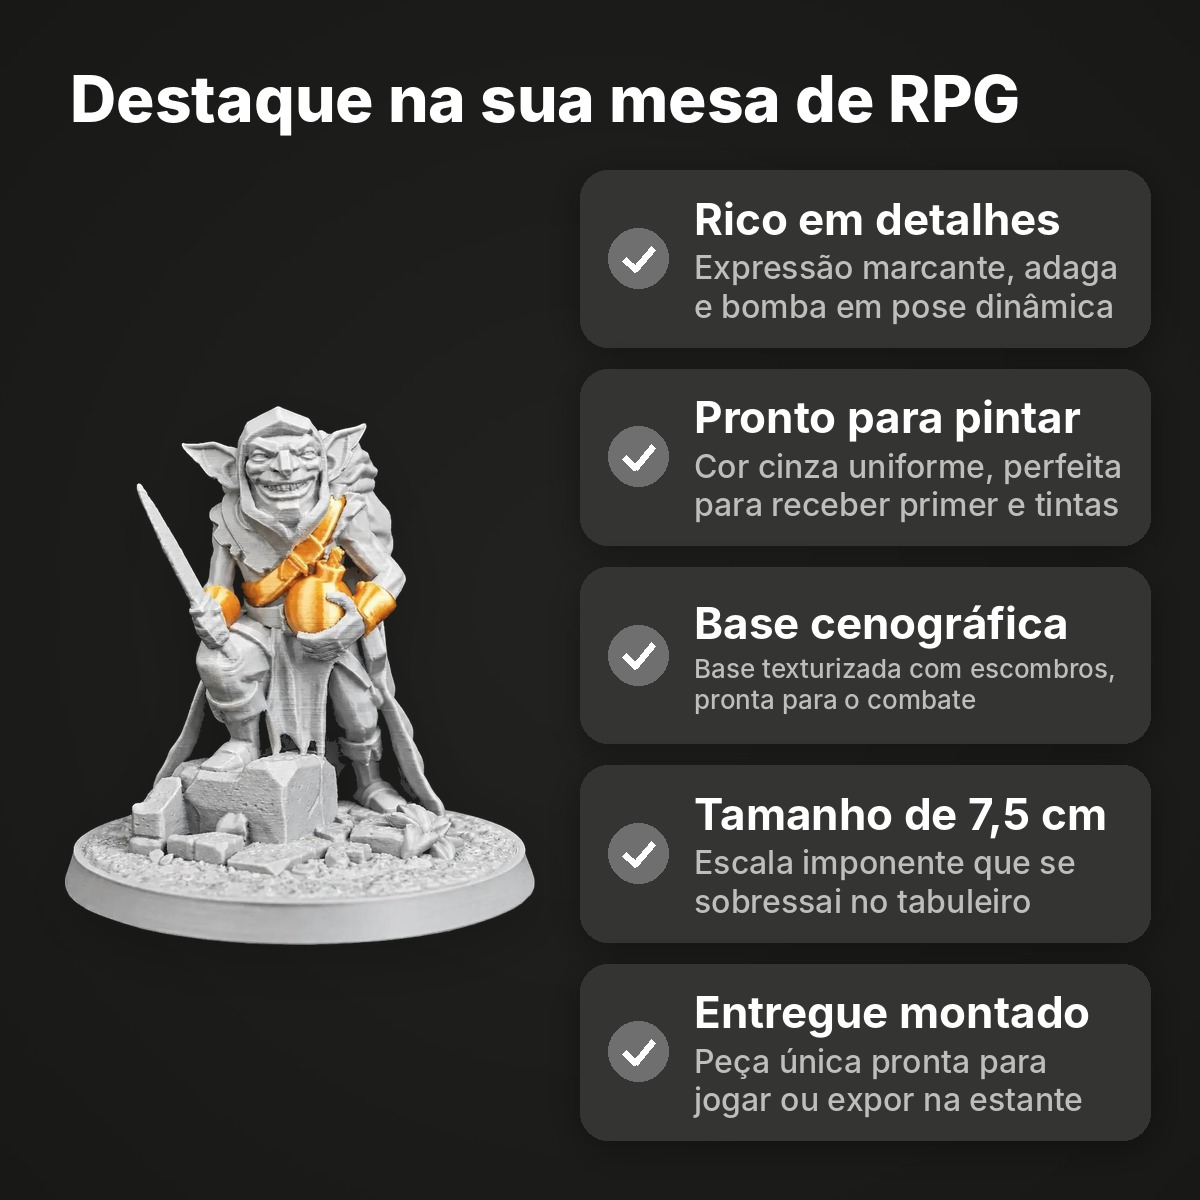 Destaque na sua mesa de RPG
Rico em detalhes
Expressão marcante, adaga
e bomba em pose dinâmica
Pronto para pintar
Cor cinza uniforme, perfeita
para receber primer e tintas
Base cenográfica
Base texturizada com escombros,
pronta para o combate
Tamanho de 7,5 cm
Escala imponente que se
sobressai no tabuleiro
Entregue montado
Peça única pronta para
jogar ou expor na estante